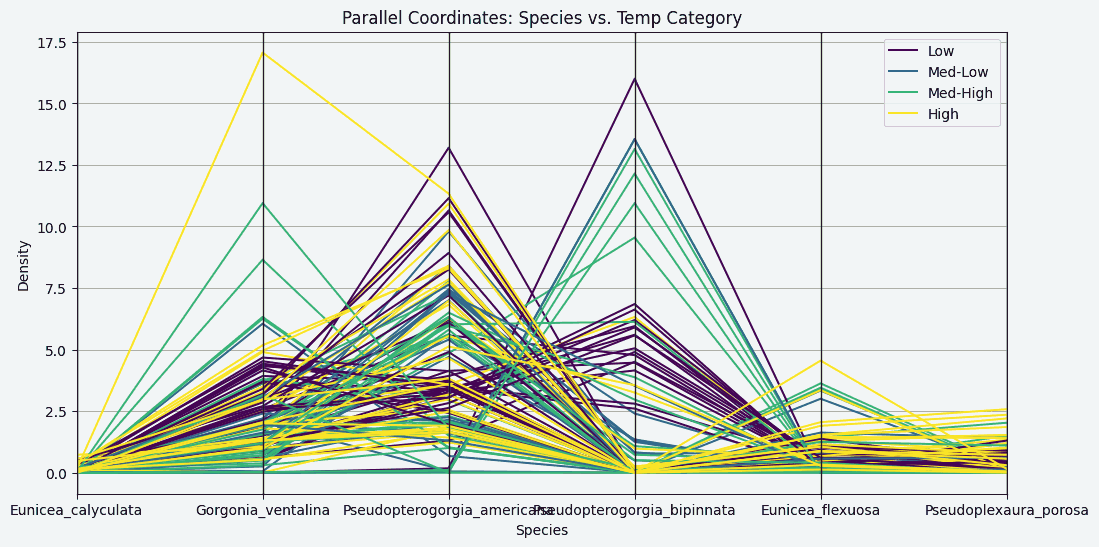 Parallel Coordinates: Species vs. Temp Category
17.5
15.0
12.5
10.0
7.5
5.0
2.5
0.0
Density
Low
Med-Low
Med-High
High
Eunicea_calyculata
Gorgonia_ventalina
Pseudopterogorgia_americana
Pseudopterogorgia_bipinnata
Eunicea_flexuosa
Pseudoplexaura_porosa
Species